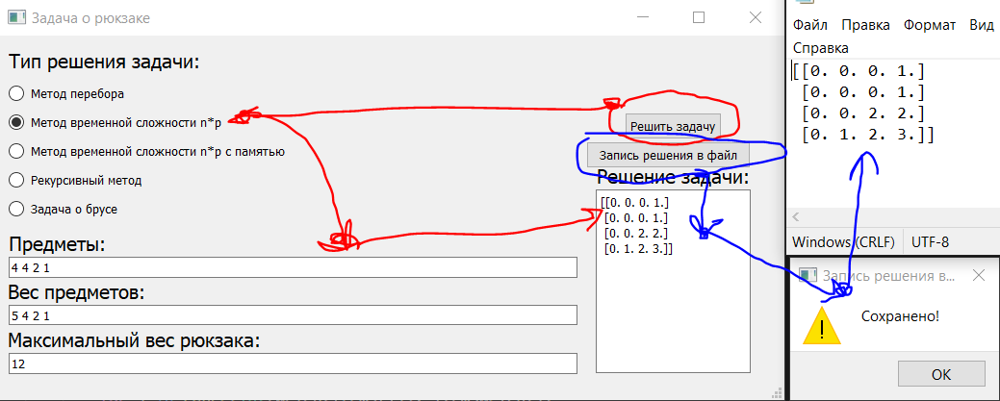 Задача о рюкзаке
Тип решения задачи:
Метод перебора
Метод временной сложности n*p
Метод временной сложности n*p с памятью
Рекурсивный метод
Задача о брусе
Предметы:
4 4 2 1
Вес предметов:
5 4 2 1
Максимальный вес рюкзака:
12
Решить задачу
Запись решения в файл
Решение задачи:
[[0. 0. 0. 1.]
[0. 0. 0. 1.]
[0. 0. 2. 2.]
[0. 1. 2. 3.]]
Файл Правка Формат Вид
Справка
[[0. 0. 0. 1.]
[0. 0. 0. 1.]
[0. 0. 2. 2.]
[0. 1. 2. 3.]]
Windows (CRLF) UTF-8
Запись решения в...
Сохранено!
OK